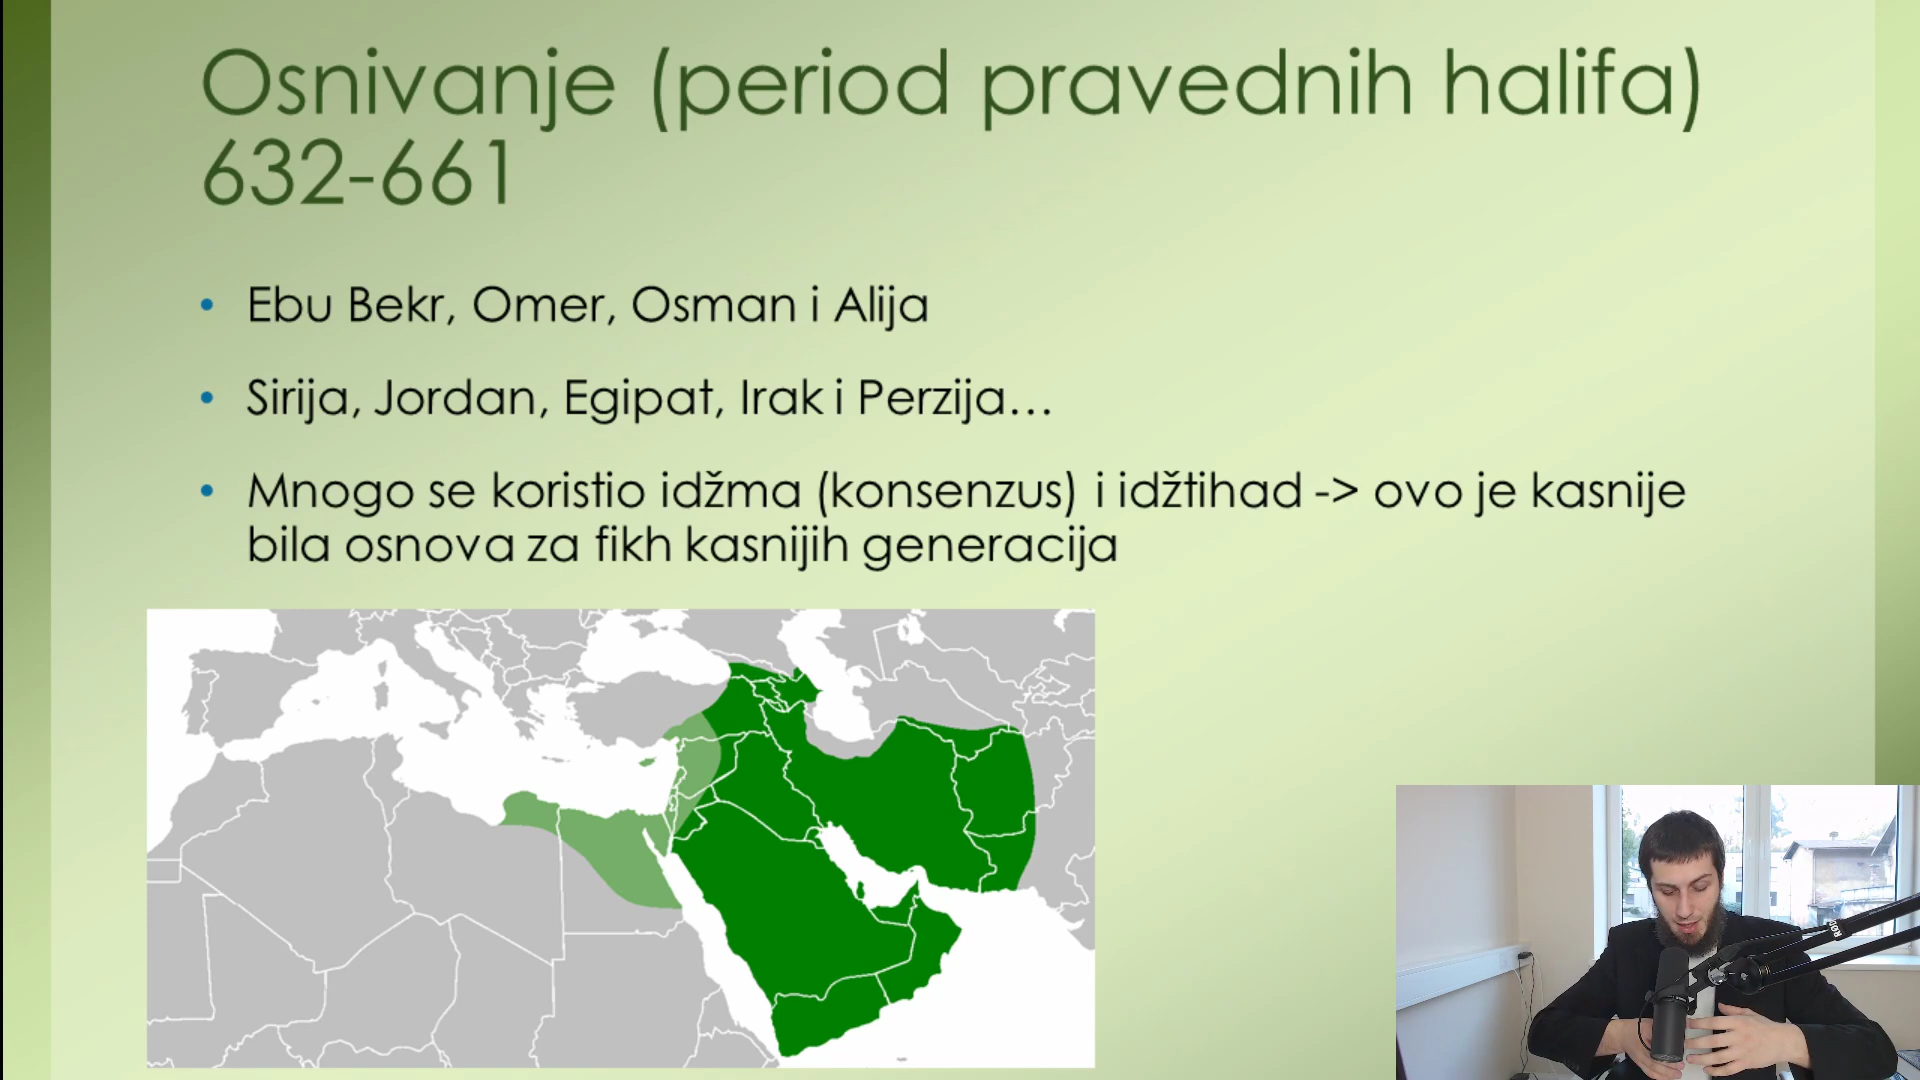 Osnivanje (period pravednih halifa)
632-661
• Ebu Bekr, Omer, Osman i Alija
• Sirija, Jordan, Egipat, Irak i Perzija…
• Mnogo se koristio idžma (konsenzus) i idžtihad -> ovo je kasnije
bila osnova za fikh kasnijih generacija